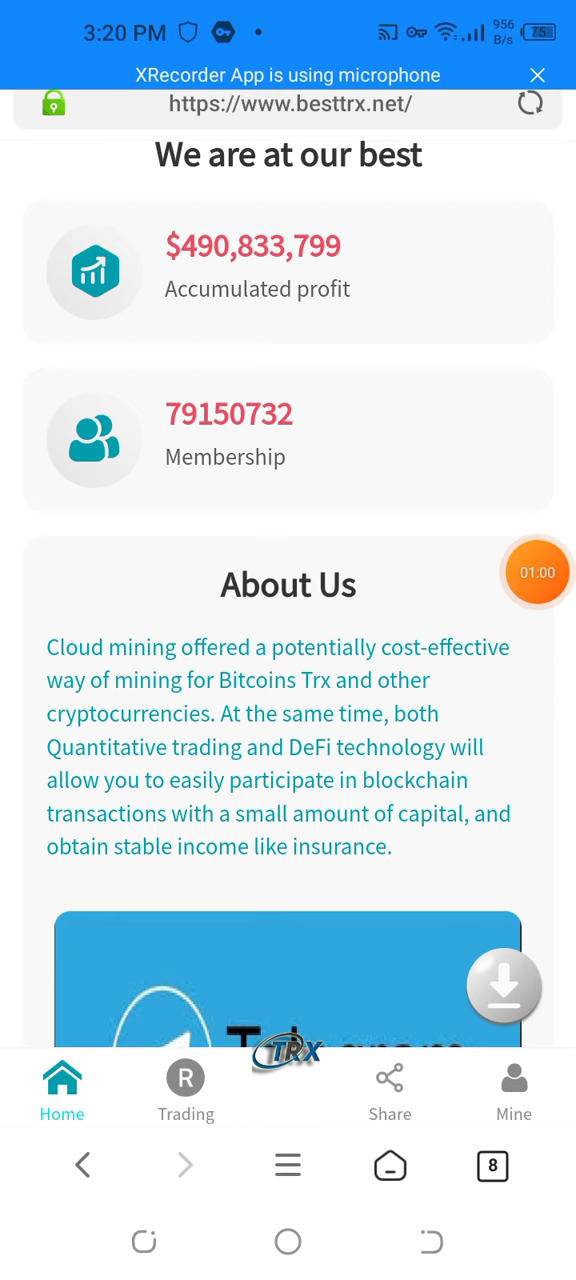 3:20 PM
956
B/s
75
XRecorder App is using microphone
https://www.besttrx.net/
We are at our best
$490,833,799
Accumulated profit
79150732
Membership
01:00
About Us
Cloud mining offered a potentially cost-effective
way of mining for Bitcoins Trx and other
cryptocurrencies. At the same time, both
Quantitative trading and DeFi technology will
allow you to easily participate in blockchain
transactions with a small amount of capital, and
obtain stable income like insurance.
TRX
R
Home
Trading
Share
Mine
8